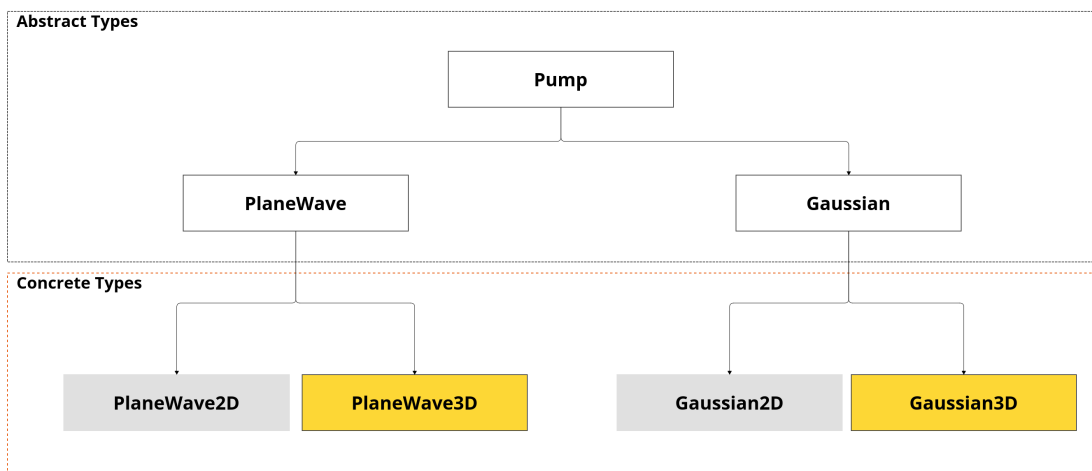 Abstract Types
Pump
PlaneWave
Gaussian
Concrete Types
PlaneWave2D
PlaneWave3D
Gaussian2D
Gaussian3D